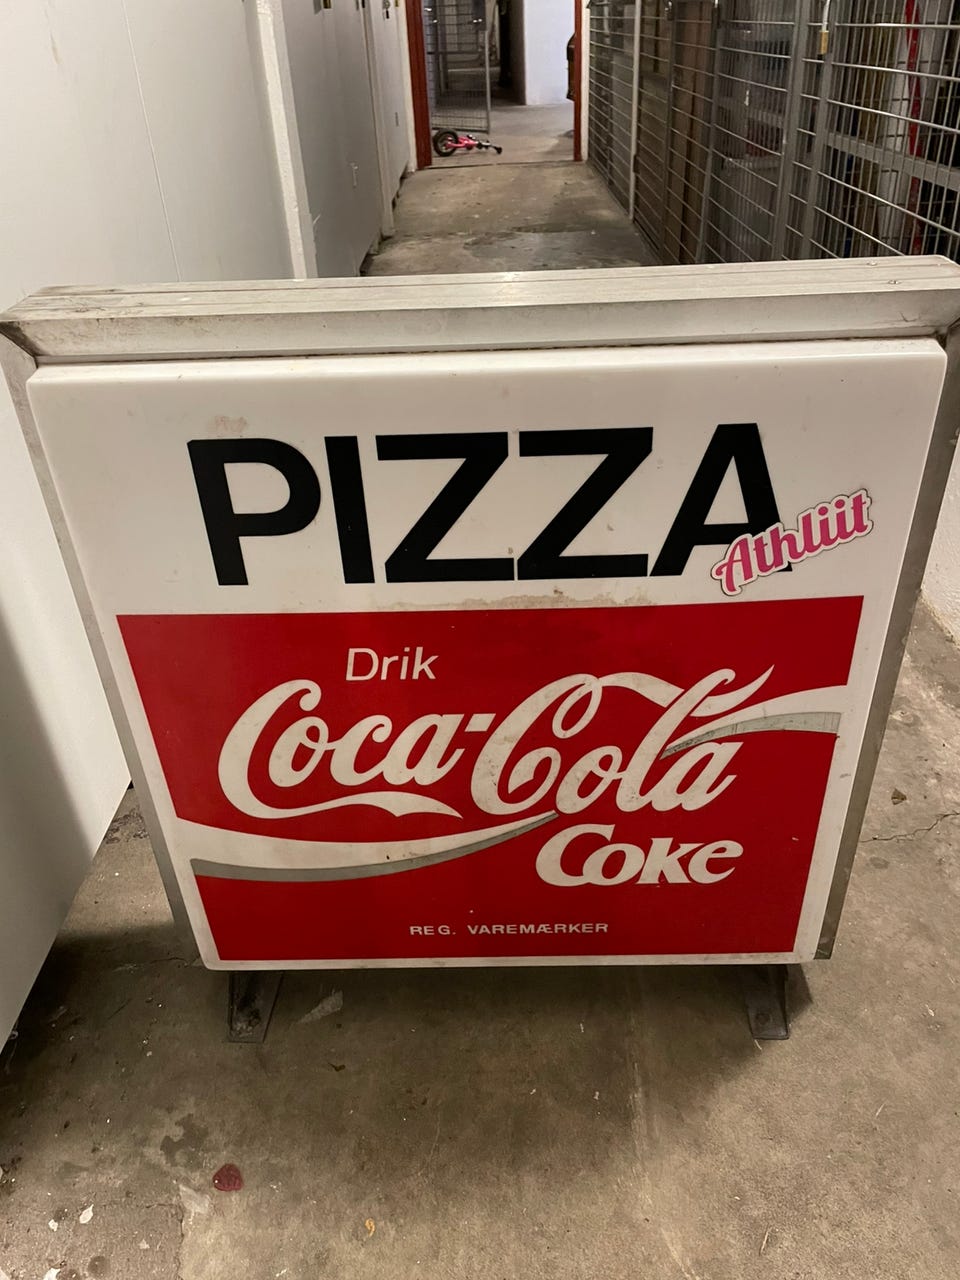 PIZZA
Athliit
Drik
Coca-Cola
Coke
REG. VAREMÆRKER